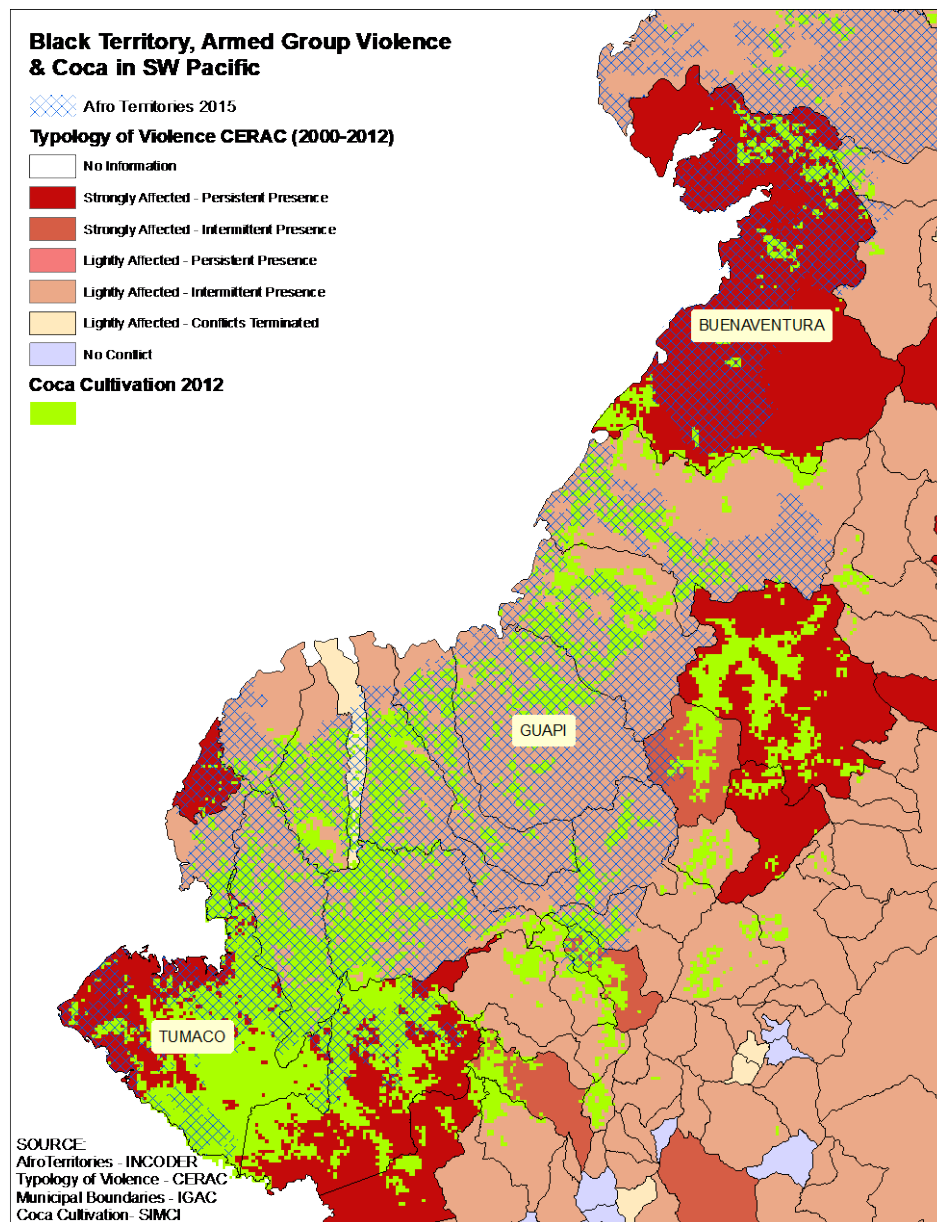 Black Territory, Armed Group Violence
& Coca in SW Pacific
Afro Territories 2015
Typology of Violence CERAC (2000-2012)
No Information
Strongly Affected - Persistent Presence
Strongly Affected - Intermittent Presence
Lightly Affected - Persistent Presence
Lightly Affected - Intermittent Presence
Lightly Affected - Conflicts Terminated
No Conflict
Coca Cultivation 2012
BUENAVENTURA
GUAPI
TUMACO
SOURCE:
AfroTerritories - INCODER
Typology of Violence - CERAC
Municipal Boundaries - IGAC
Coca Cultivation- SIMCI